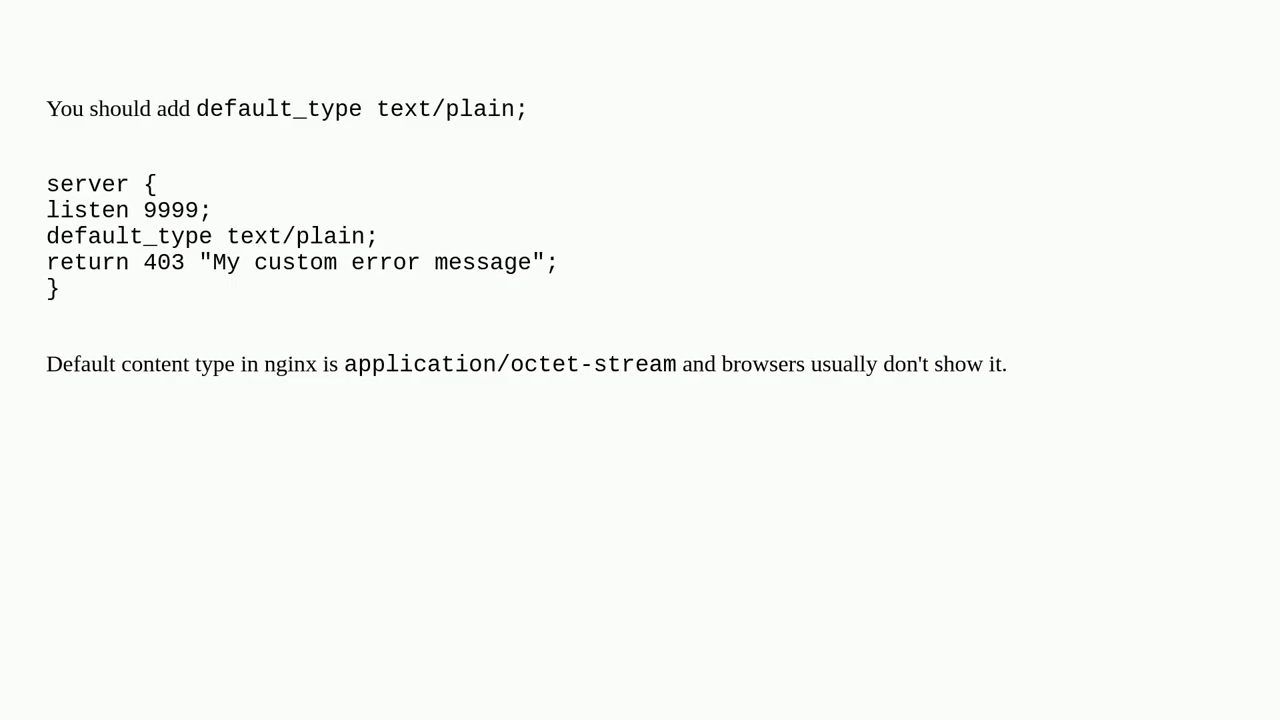 You should add default_type text/plain;
server {
listen 9999;
default_type text/plain;
return 403 "My custom error message";
}
Default content type in nginx is application/octet-stream and browsers usually don't show it.